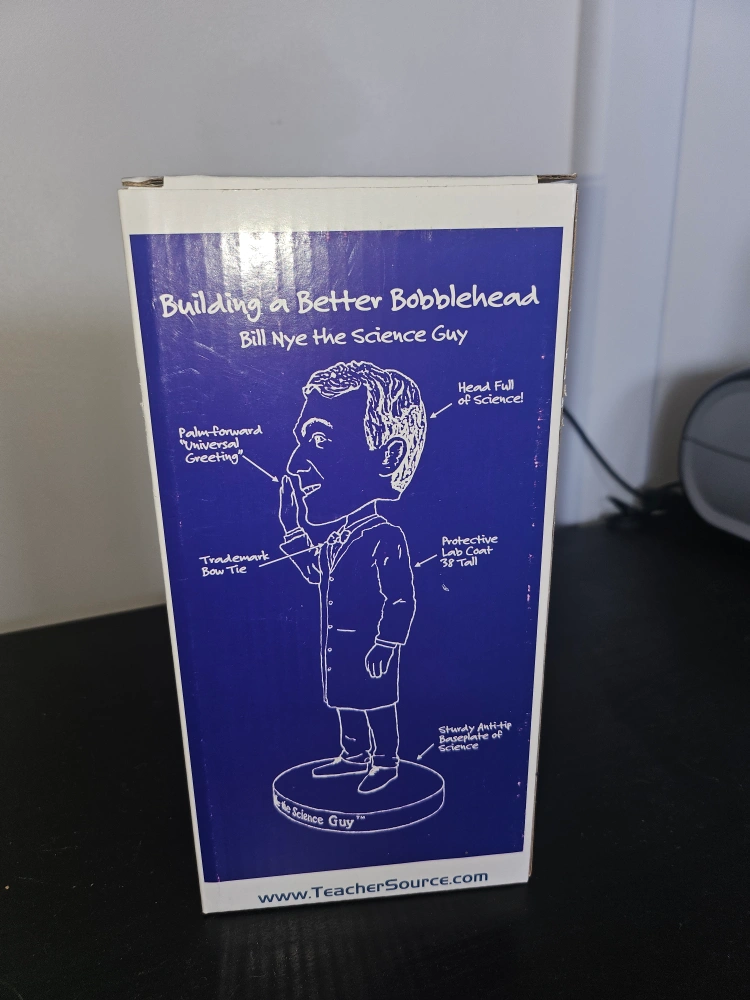 Building a Better Bobblehead
Bill Nye the Science Guy
Head Full
of Science!
Palm-forward
"Universal
Greeting"
Protective
Lab Coat
38 Tall
Trademark
Bow Tie
Sturdy Anti-tip
Baseplate of
Science
the Science Guy™
www.TeacherSource.com